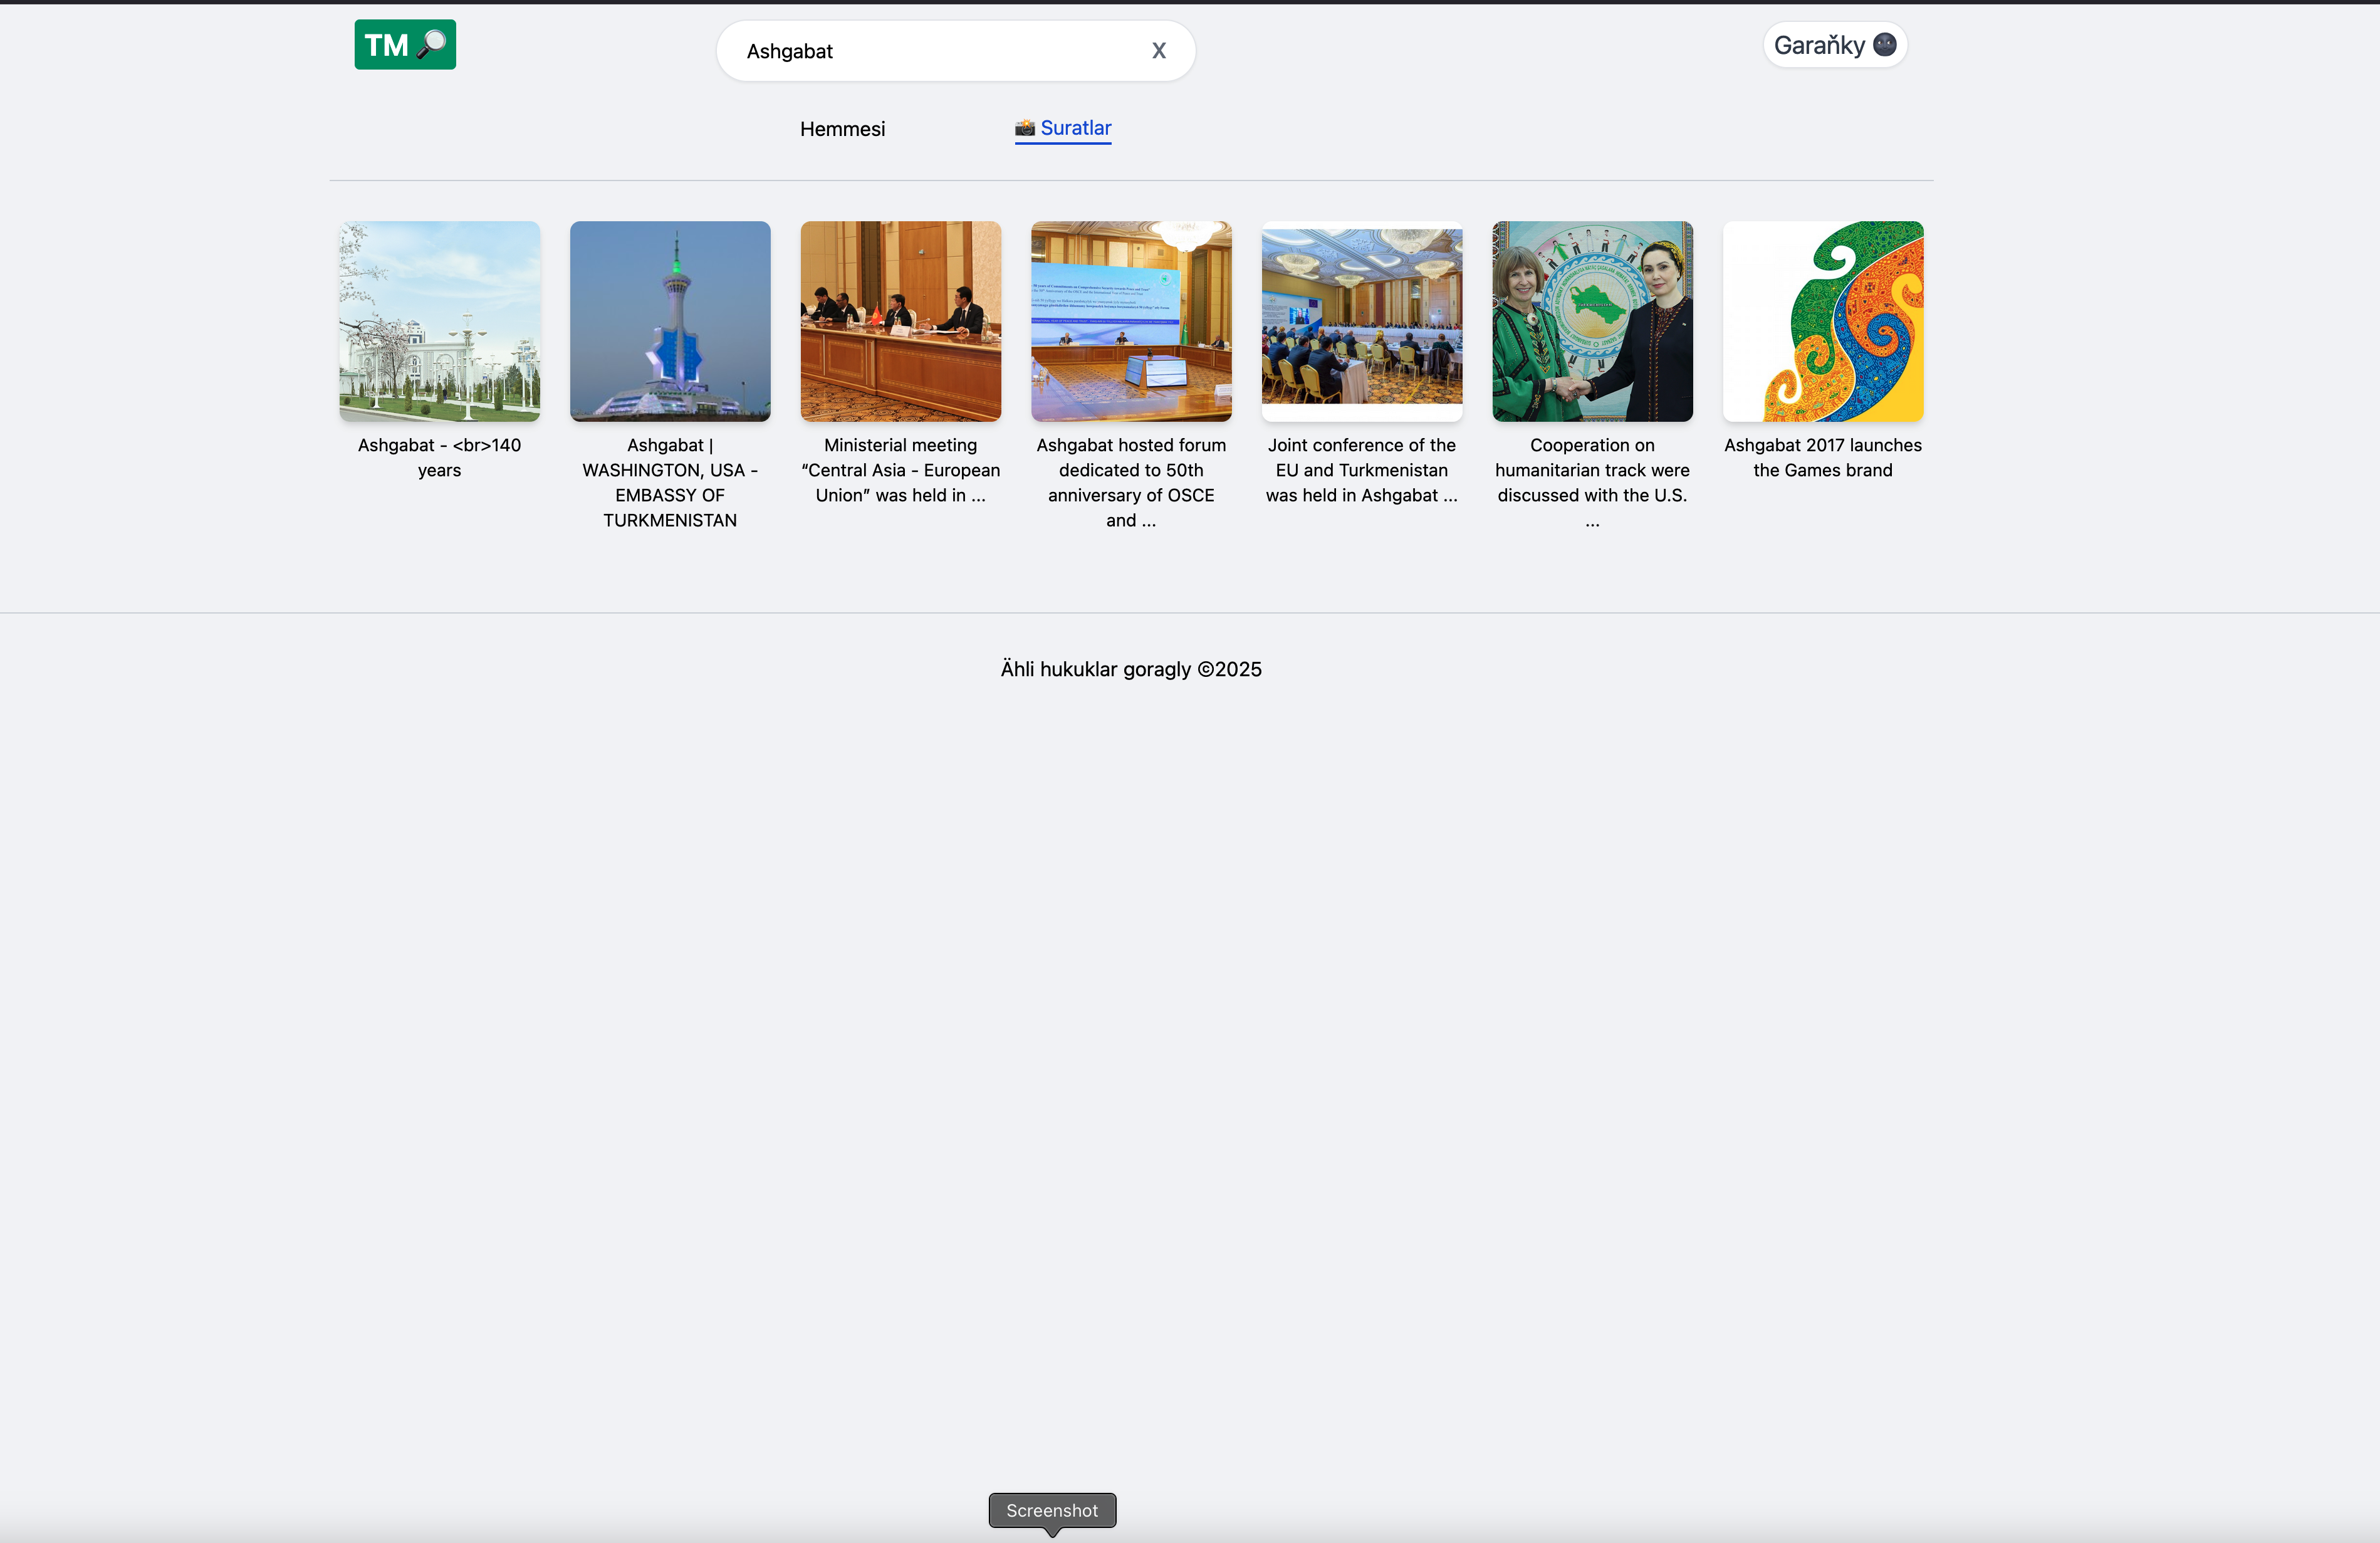 TM
Ashgabat
X
Garaňky
Hemmesi
Suratlar
Ashgabat - <br>140
years
Ashgabat |
WASHINGTON, USA -
EMBASSY OF
TURKMENISTAN
Ministerial meeting
“Central Asia - European
Union” was held in ...
Ashgabat hosted forum
dedicated to 50th
anniversary of OSCE
and ...
Joint conference of the
EU and Turkmenistan
was held in Ashgabat ...
Cooperation on
humanitarian track were
discussed with the U.S.
...
Ashgabat 2017 launches
the Games brand
Ähli hukuklar goragly ©2025
Screenshot